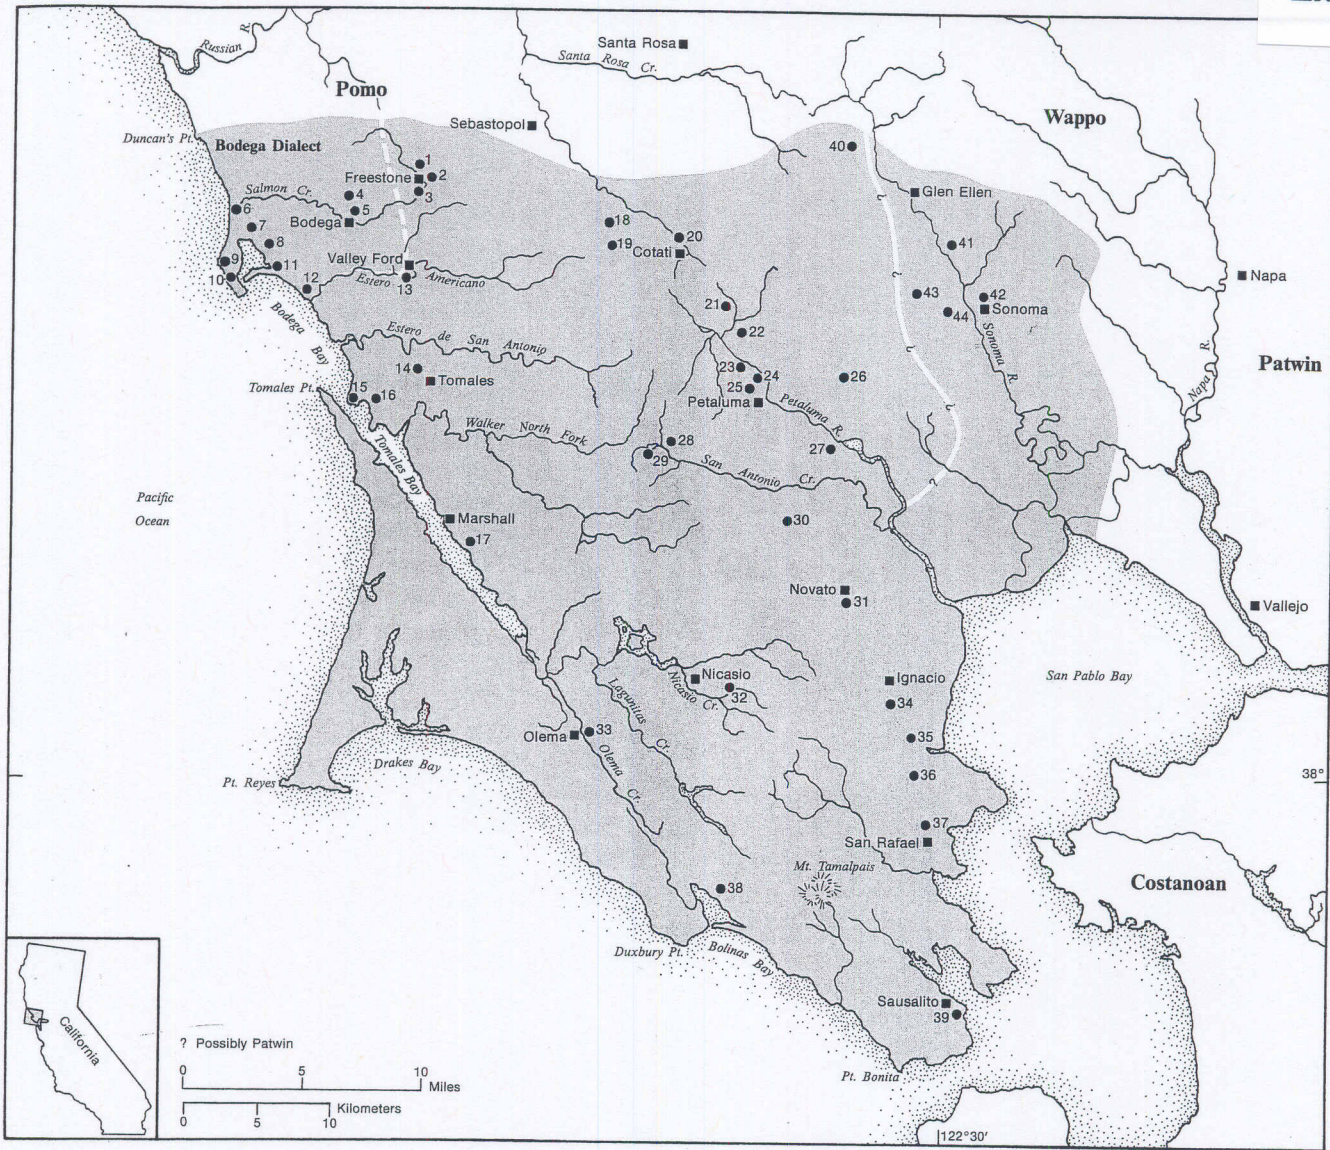 Russian R.
Santa Rosa
Santa Rosa Cr.
Pomo
Wappo
Sebastopol
Duncan's Pt.
Bodega Dialect
40
1
Freestone
2
3
Glen Ellen
?
Salmon Cr.
4
5
6
7
Bodega
18
20
19
Cotati
41
8
9
11
10
12
Valley Ford
Estero Americano
13
Napa
?
43
42
Sonoma
44
21
22
Bodega Bay
Estero de San Antonio
Sonoma R.
?
Napa R.
Patwin
14
Tomales
23
24
25
26
Petaluma
Petaluma R.
Tomales Pt.
15
16
?
Walker North Fork
28
29
27
San Antonio Cr.
?
Tomales Bay
Pacific
Ocean
Marshall
17
30
Novato
31
Vallejo
Nicasio
32
Nicasio Cr.
Ignacio
34
San Pablo Bay
Lagunitas Cr.
Olema
33
35
Olema Cr.
Drakes Bay
Pt. Reyes
36
38°
37
San Rafael
Mt. Tamalpais
38
Costanoan
Duxbury Pt.
Bolinas Bay
Sausalito
39
California
? Possibly Patwin
0 5 10
Miles
Kilometers
0 5 10
Pt. Bonita
122°30′